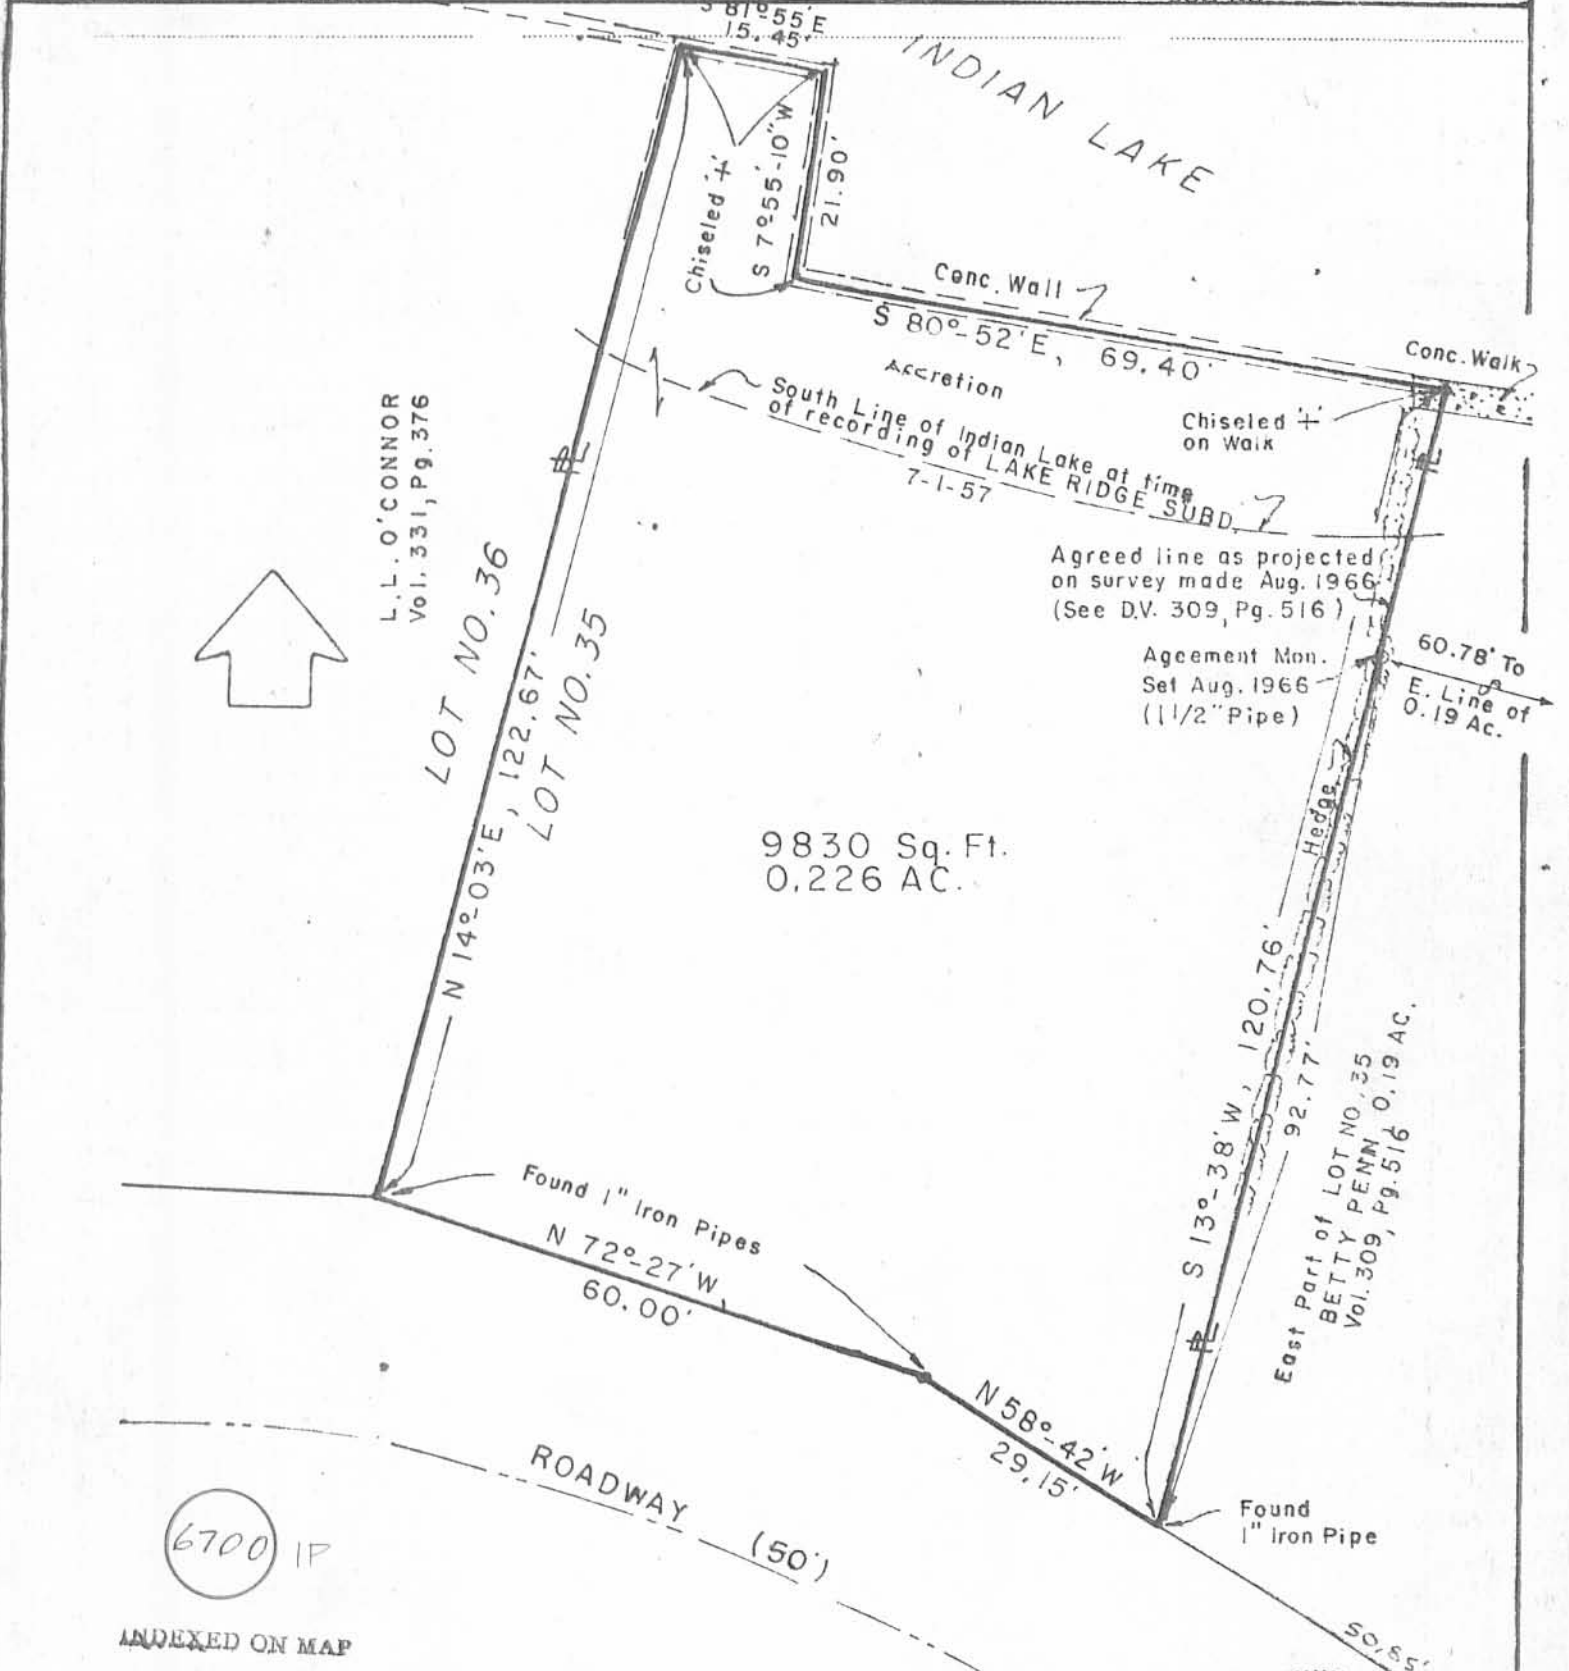 S 81°-55'E
15.45'
INDIAN LAKE
Chiseled '+'
S 7°-55'-10"W
21.90'
Conc. Wall
S 80°-52'E, 69.40'
Accretion
Conc. Walk
Chiseled '+'
on Walk
South Line of Indian Lake at time
of recording of LAKE RIDGE SUBD.
7-1-57
L.L. O'CONNOR
Vol. 331, Pg. 376
LOT NO. 36
LOT NO. 35
N 14°-03'E, 122.67'
Agreed line as projected
on survey made Aug. 1966
(See D.V. 309, Pg. 516)
Ageement Mon.
Set Aug. 1966
(1 1/2" Pipe)
60.78' To
E. Line of
0.19 Ac.
Hedge
9830 Sq. Ft.
0.226 AC.
S 13°-38'W, 120.76'
92.77'
East Part of LOT NO. 35
BETTY PENN
Vol. 309, Pg. 516 0.19 AC.
Found 1" Iron Pipes
N 72°-27'W,
60.00'
N 58°-42'W
29.15'
Found
1" Iron Pipe
ROADWAY (50')
50.85'
6700 IP
INDEXED ON MAP